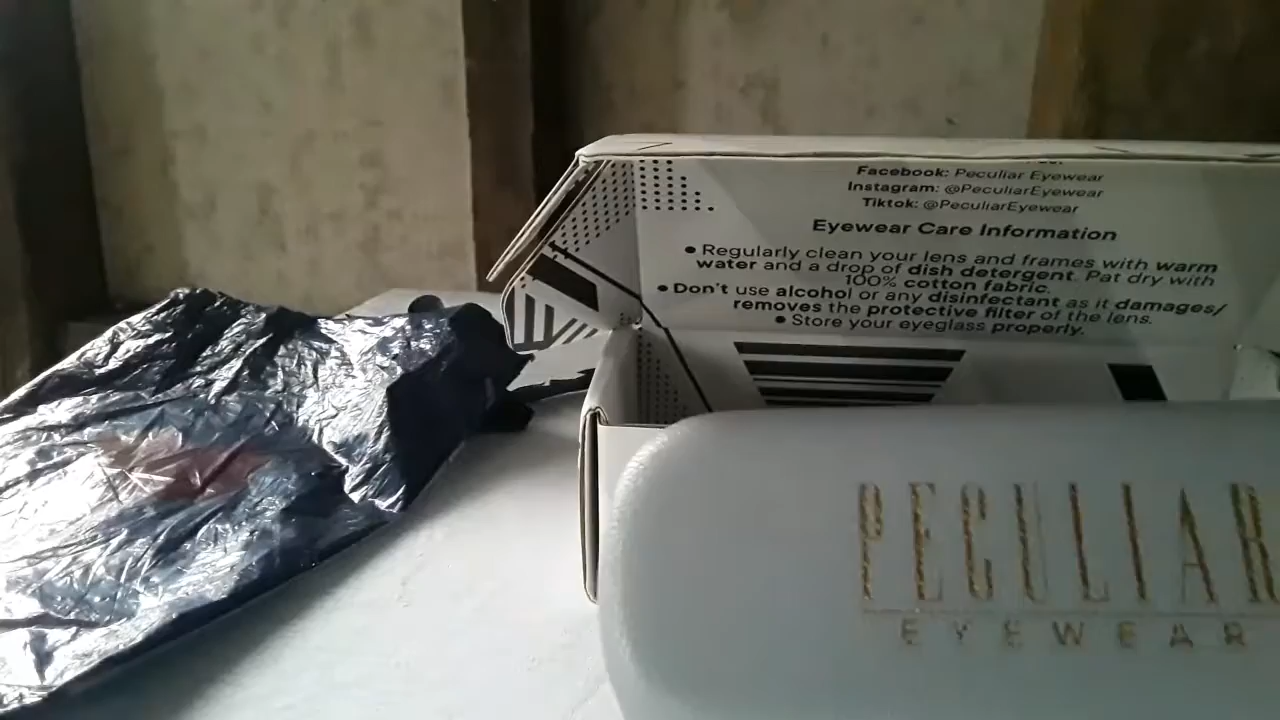 Facebook: Peculiar Eyewear
Instagram: @PeculiarEyewear
Tiktok: @PeculiarEyewear
Eyewear Care Information
• Regularly clean your lens and frames with warm
water and a drop of dish detergent. Pat dry with
100% cotton fabric.
• Don't use alcohol or any disinfectant as it damages/
removes the protective filter of the lens.
• Store your eyeglass properly.
PECULIAR
EYEWEAR